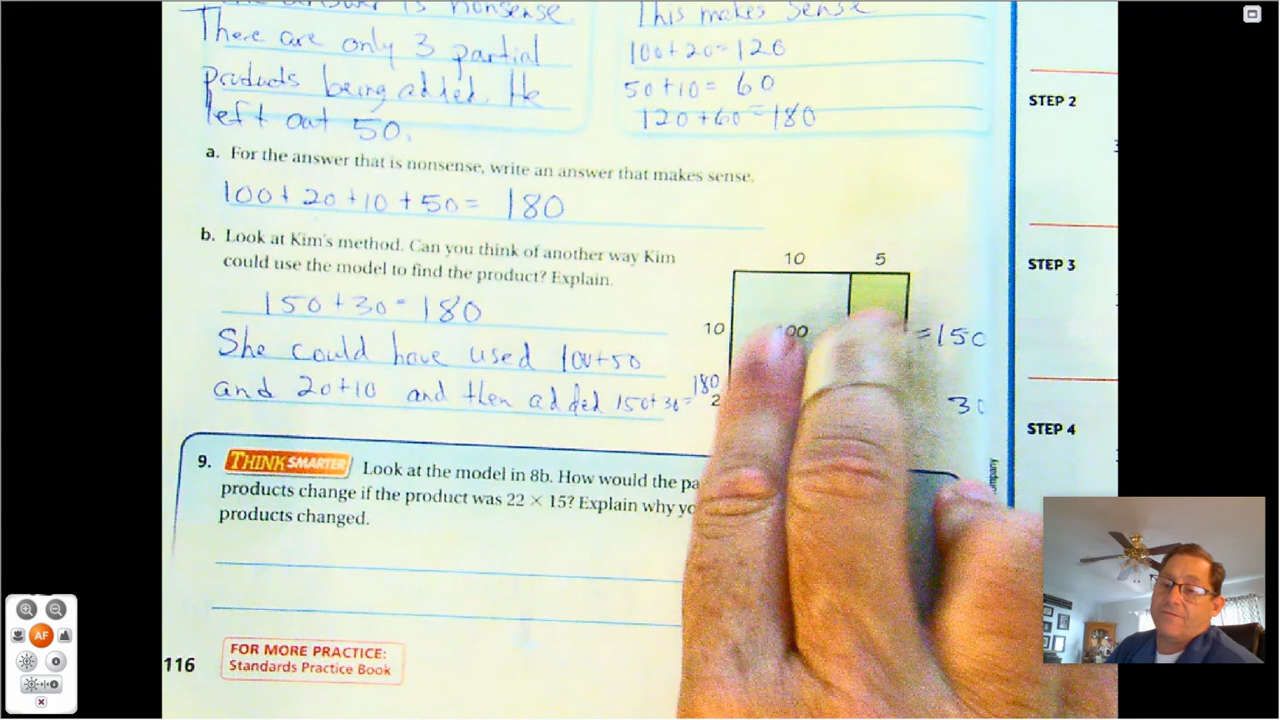 answer is nonsense.
There are only 3 partial
products being added. He
left out 50.
This makes sense
100+20=120
50+10= 60
120+60=180
a. For the answer that is nonsense, write an answer that makes sense.
100+20+10+50= 180
b. Look at Kim's method. Can you think of another way Kim
could use the model to find the product? Explain.
150+30=180
She could have used 100+50
and 20+10 and then added 150+30=
180
10 5
10 100 =150
2 30
9. THINK SMARTER Look at the model in 8b. How would the
products change if the product was 22 × 15? Explain why
products changed.
FOR MORE PRACTICE:
Standards Practice Book
116
STEP 2
STEP 3
STEP 4
AF